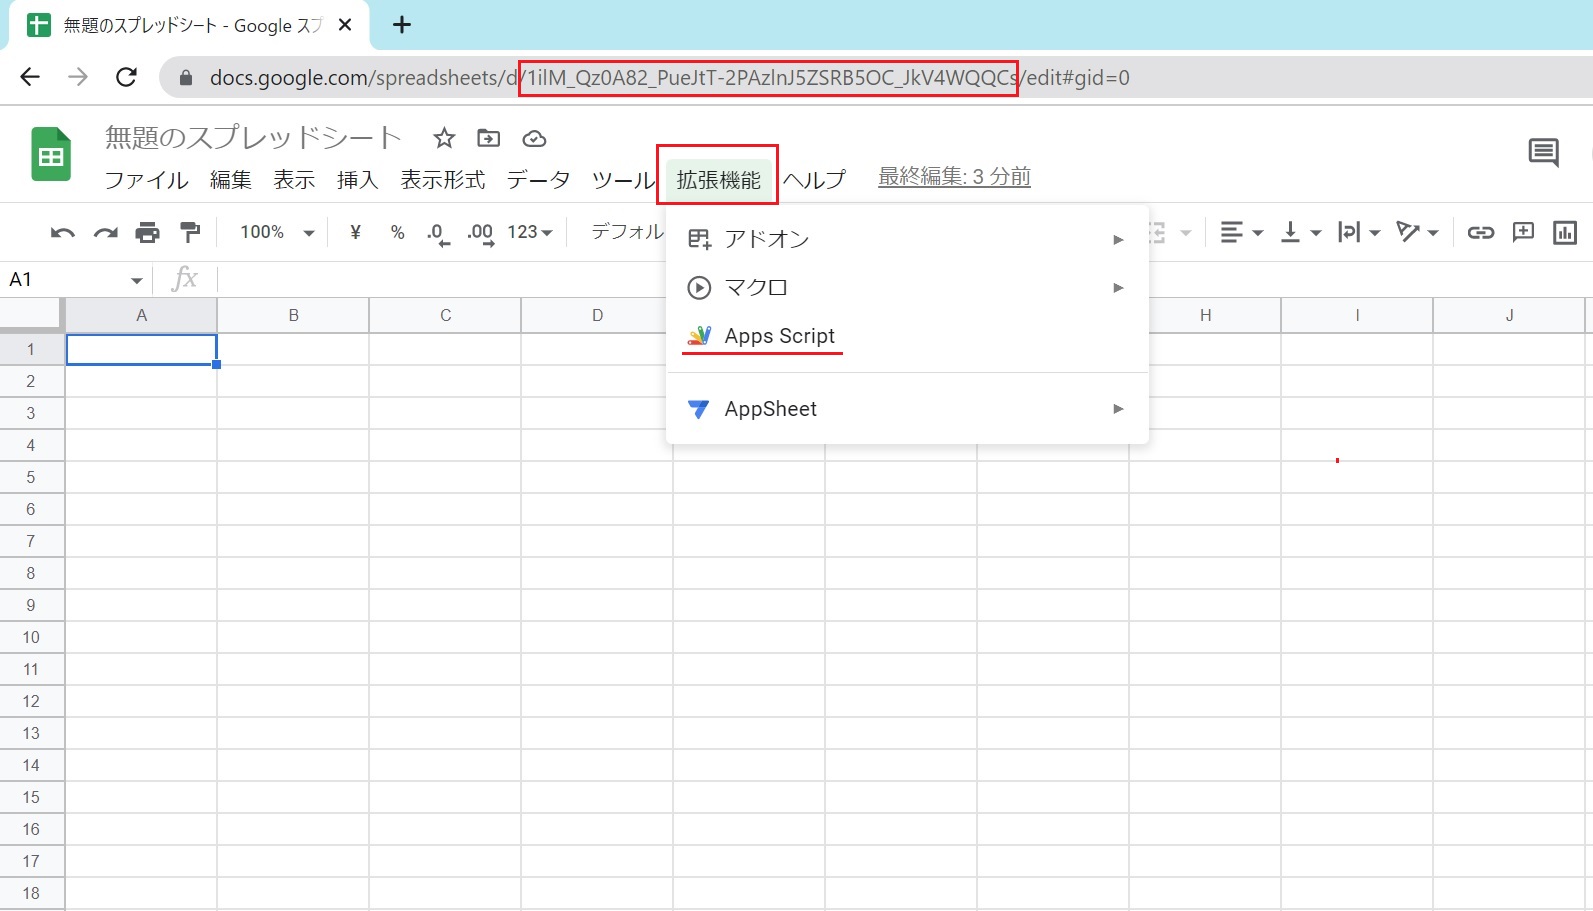 無題のスプレッドシート - Google スプ
docs.google.com/spreadsheets/d/1ilM_Qz0A82_PueJtT-2PAzlnJ5ZSRB5OC_JkV4WQQCs/edit#gid=0
無題のスプレッドシート
ファイル 編集 表示 挿入 表示形式 データ ツール 拡張機能 ヘルプ 最終編集: 3 分前
100% ¥ % .0 .00 123 デフォル
アドオン
マクロ
Apps Script
AppSheet
A1 fx
A B C D H I J
1
2
3
4
5
6
7
8
9
10
11
12
13
14
15
16
17
18